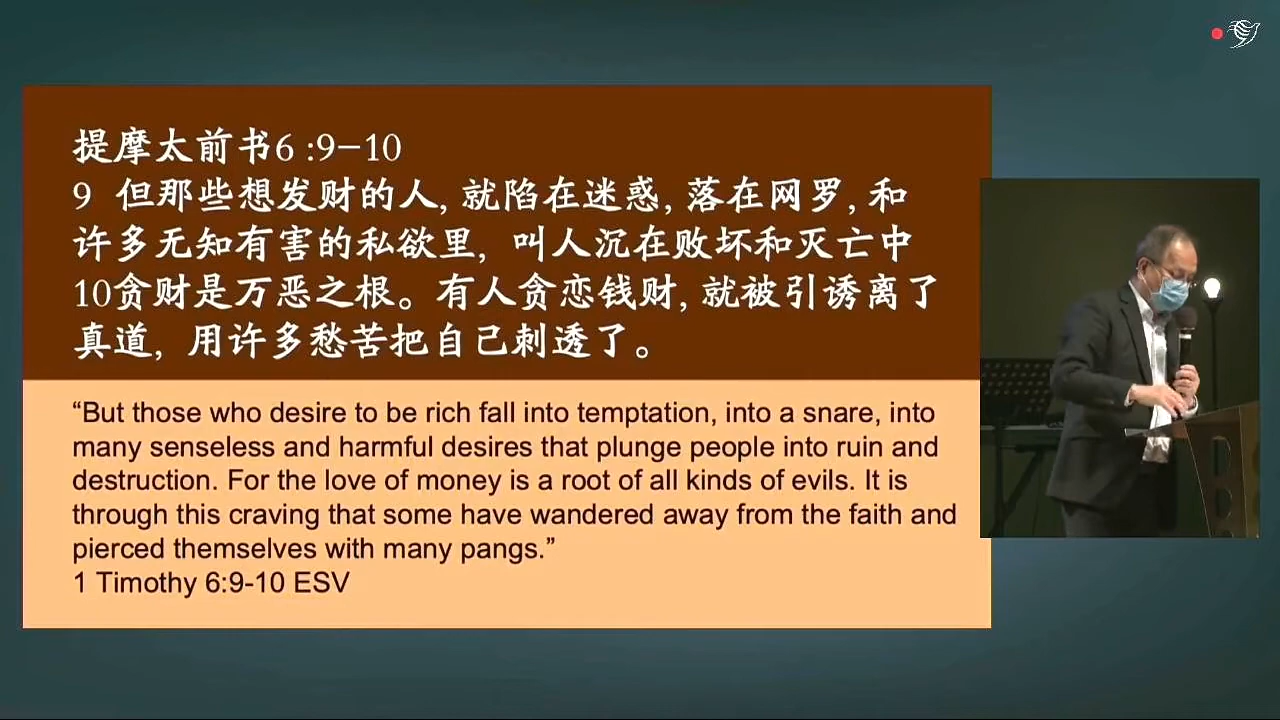 提摩太前书6 :9-10
9 但那些想发财的人, 就陷在迷惑, 落在网罗, 和
许多无知有害的私欲里, 叫人沉在败坏和灭亡中
10贪财是万恶之根。有人贪恋钱财, 就被引诱离了
真道, 用许多愁苦把自己刺透了。
“But those who desire to be rich fall into temptation, into a snare, into
many senseless and harmful desires that plunge people into ruin and
destruction. For the love of money is a root of all kinds of evils. It is
through this craving that some have wandered away from the faith and
pierced themselves with many pangs.”
1 Timothy 6:9-10 ESV